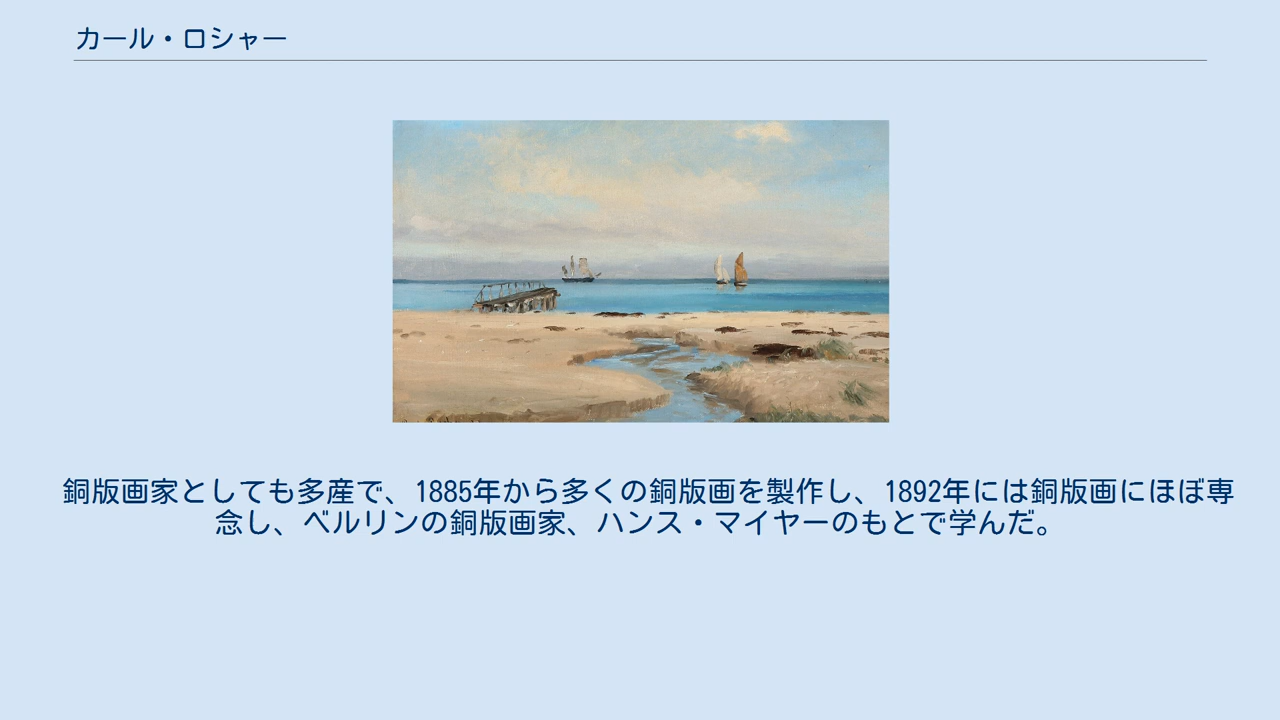 カール・ロシャー
銅版画家としても多産で、1885年から多くの銅版画を製作し、1892年には銅版画にほぼ専
念し、ベルリンの銅版画家、ハンス・マイヤーのもとで学んだ。